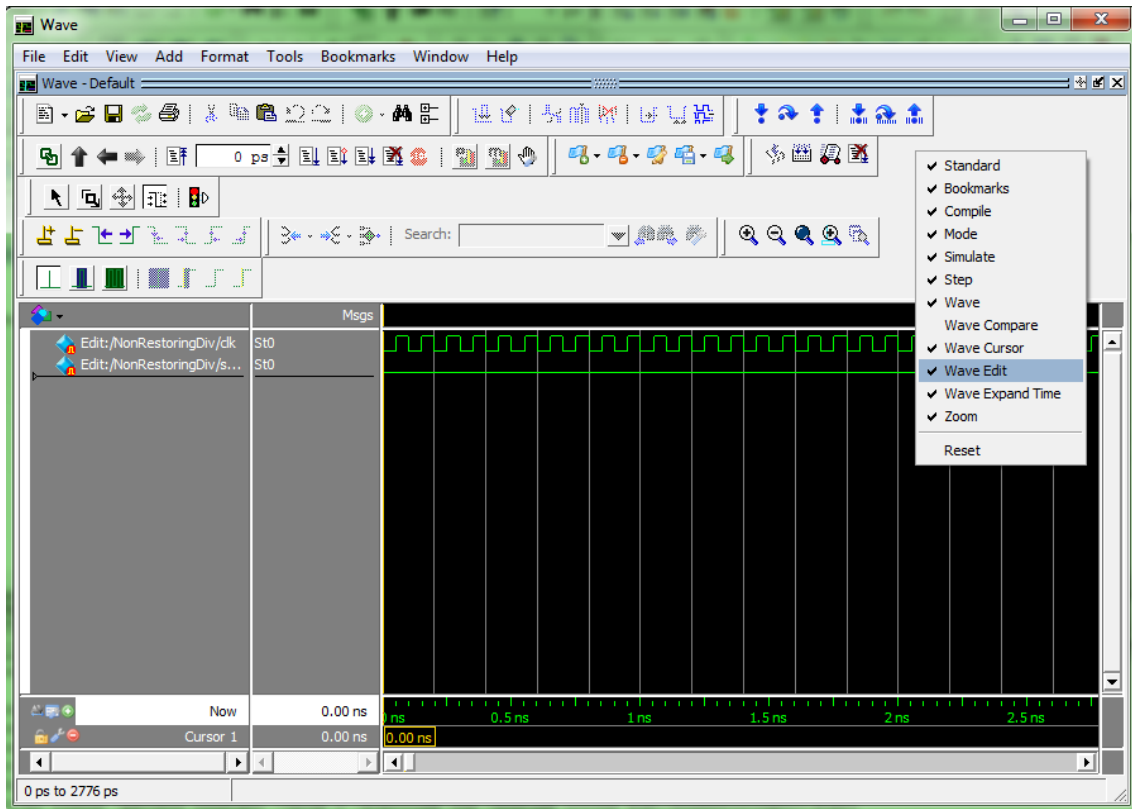 Wave
File Edit View Add Format Tools Bookmarks Window Help
Wave - Default
0 ps
Search:
Standard
Bookmarks
Compile
Mode
Simulate
Step
Wave
Wave Compare
Wave Cursor
Wave Edit
Wave Expand Time
Zoom
Reset
Msgs
Edit:/NonRestoringDiv/clk St0
Edit:/NonRestoringDiv/s... St0
Now 0.00 ns
ns 0.5 ns 1 ns 1.5 ns 2 ns 2.5 ns
Cursor 1 0.00 ns 0.00 ns
0 ps to 2776 ps